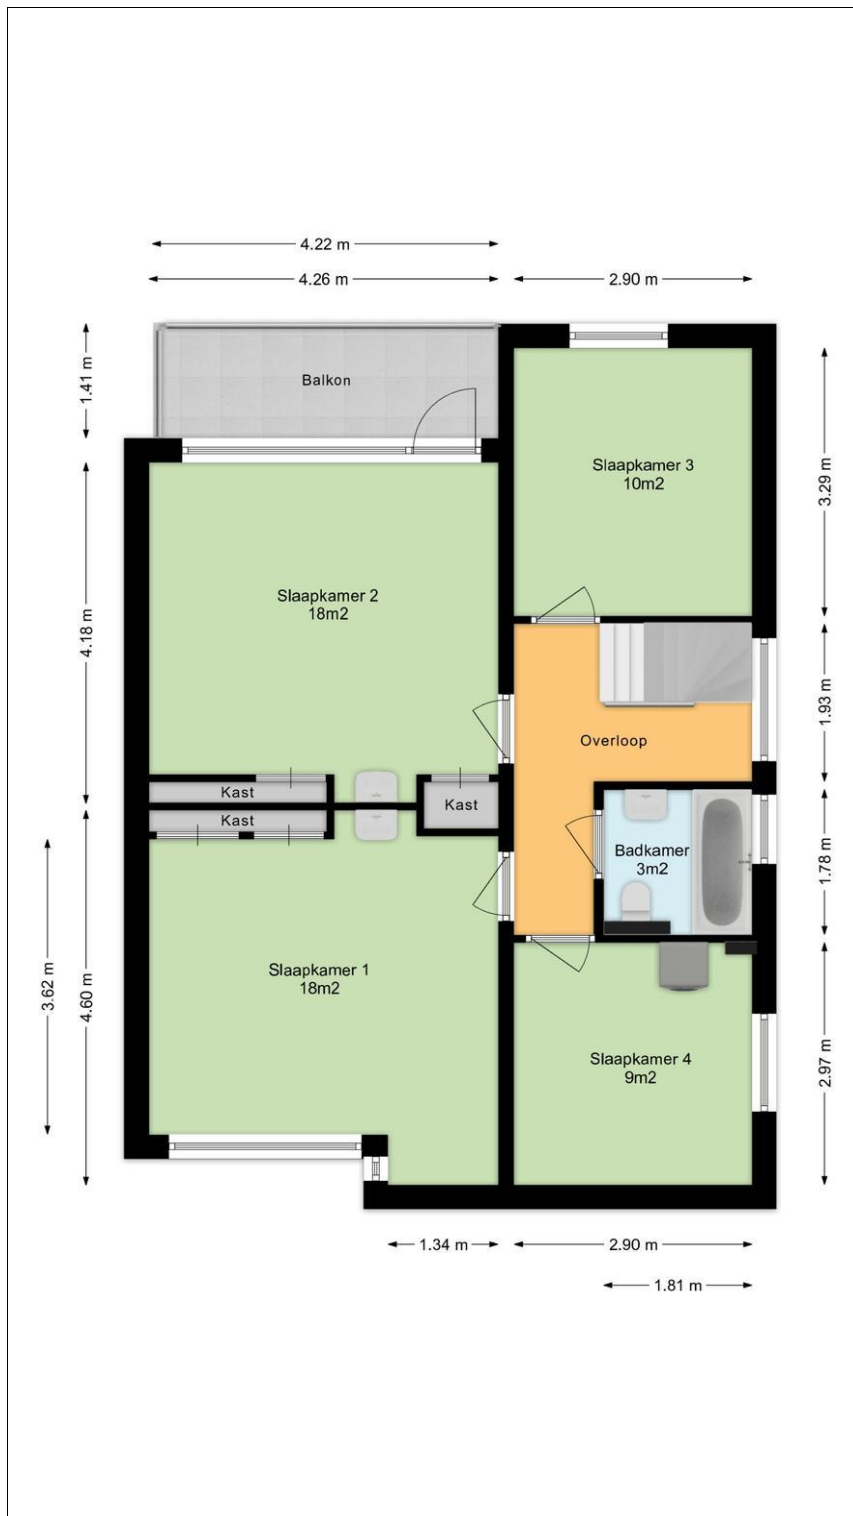 4.22 m
4.26 m
2.90 m
1.41 m
Balkon
Slaapkamer 3
10m2
3.29 m
Slaapkamer 2
18m2
4.18 m
1.93 m
Overloop
Kast
Kast
Kast
Badkamer
3m2
1.78 m
Slaapkamer 1
18m2
3.62 m
4.60 m
Slaapkamer 4
9m2
2.97 m
1.34 m
2.90 m
1.81 m